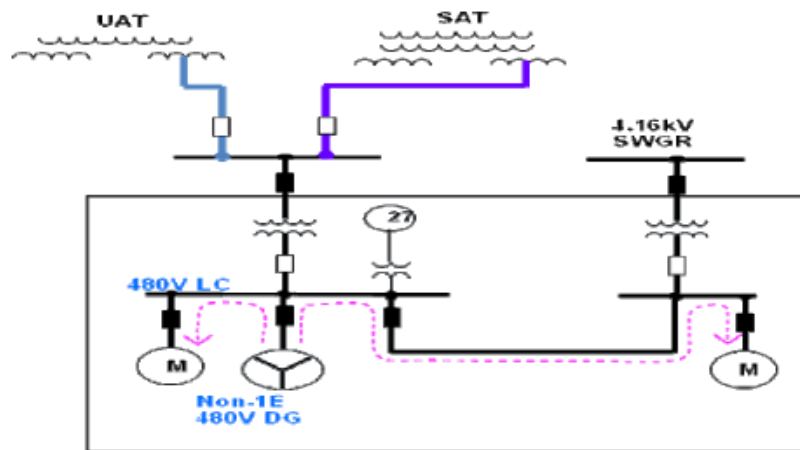 UAT
SAT
4.16kV
SWGR
27
480V LC
M
M
Non-1E
480V DG